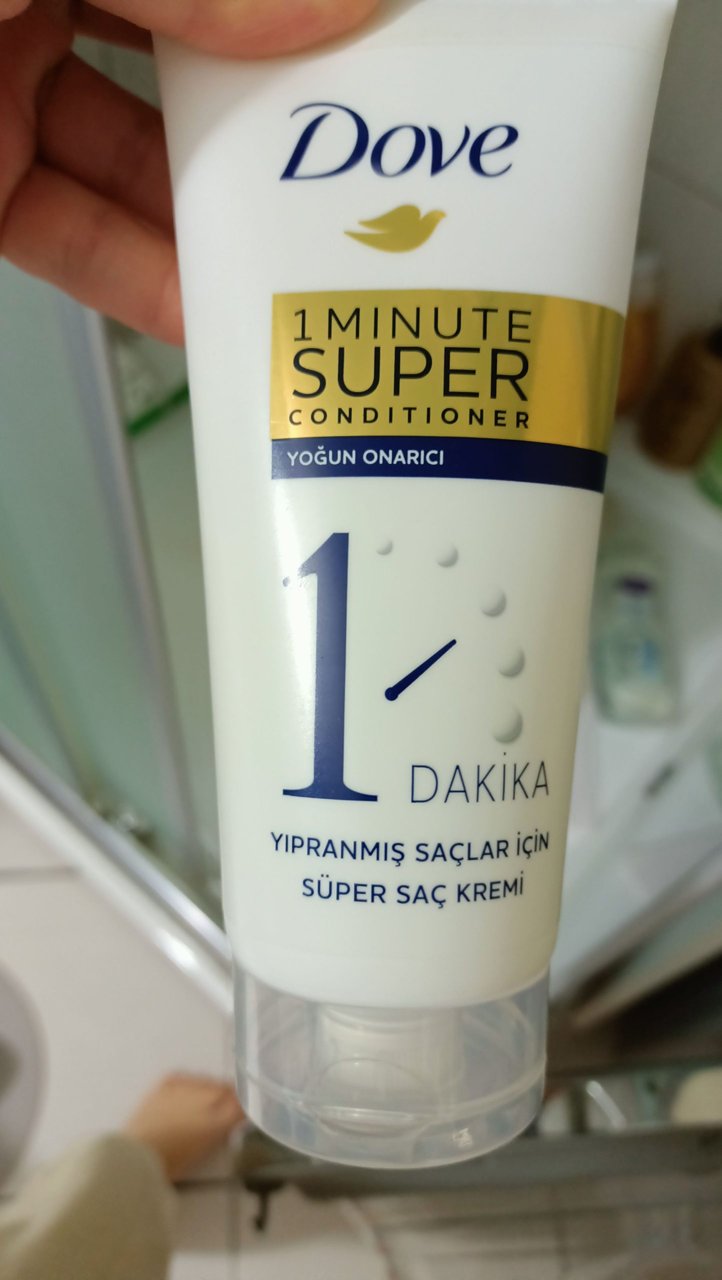 Dove
1 MINUTE
SUPER
CONDITIONER
YOĞUN ONARICI
1 DAKİKA
YIPRANMIŞ SAÇLAR İÇİN
SÜPER SAÇ KREMİ